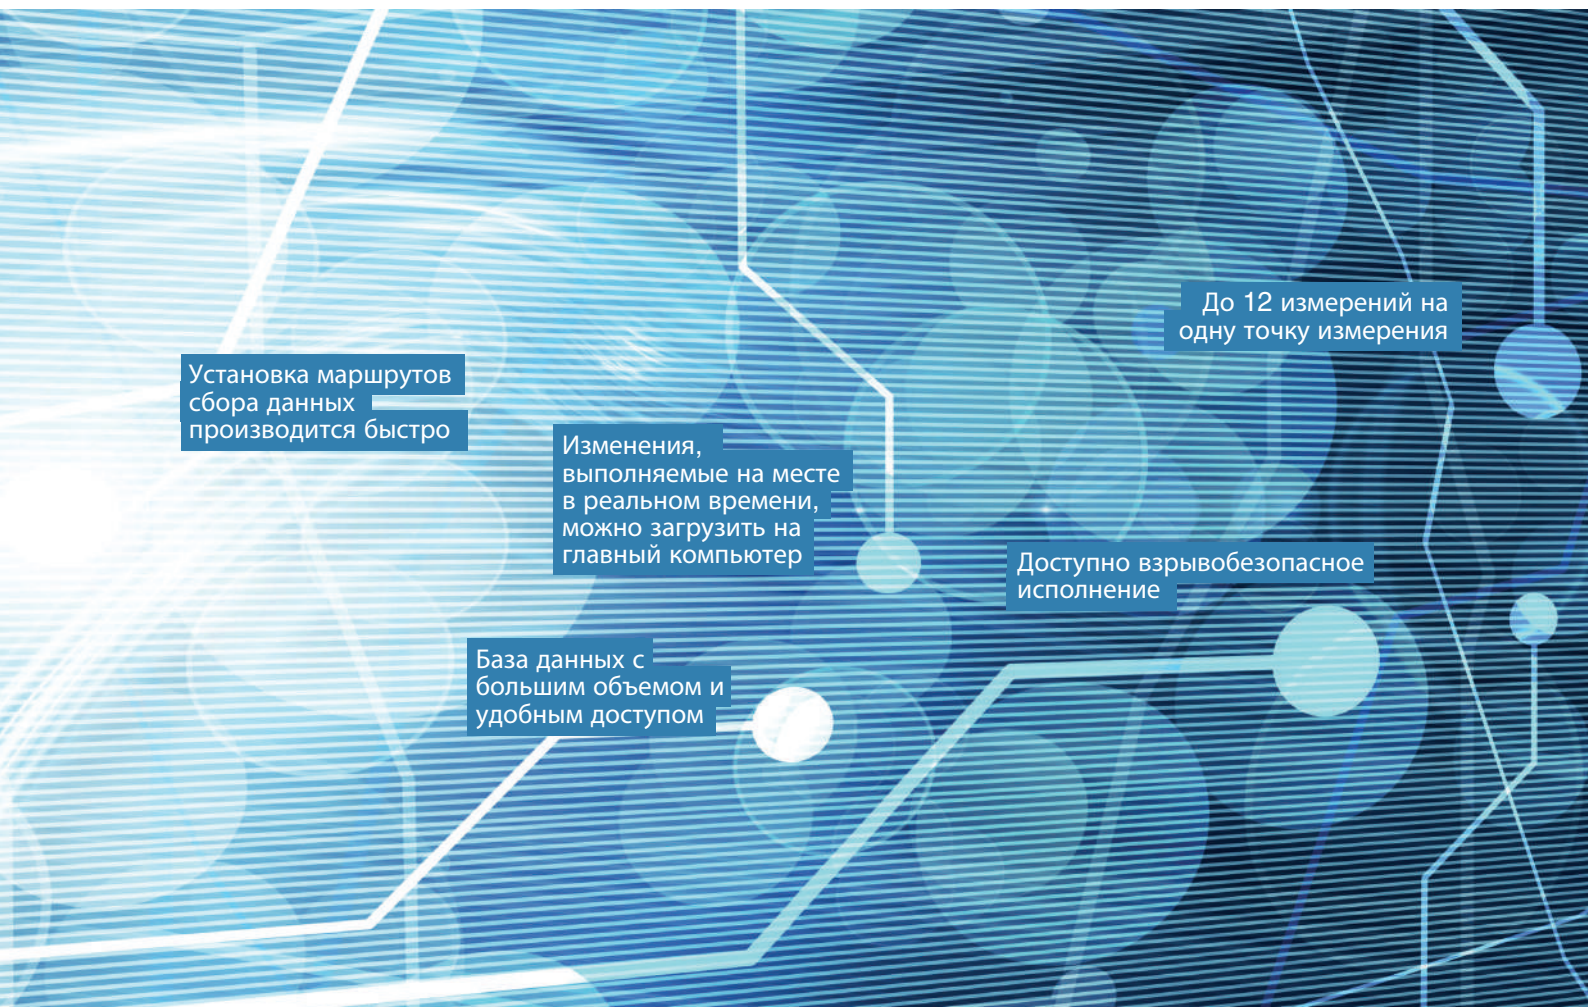 До 12 измерений на
одну точку измерения
Установка маршрутов
сбора данных
производится быстро
Изменения,
выполняемые на месте
в реальном времени,
можно загрузить на
главный компьютер
Доступно взрывобезопасное
исполнение
База данных с
большим объемом и
удобным доступом